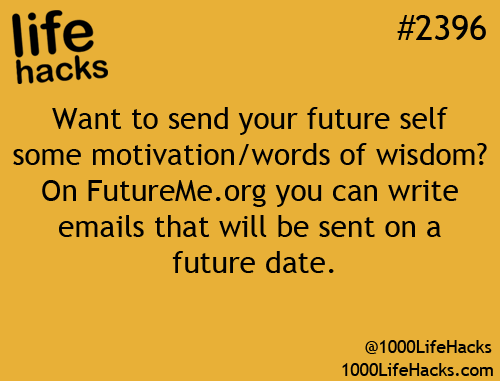 life
hacks
#2396
Want to send your future self
some motivation/words of wisdom?
On FutureMe.org you can write
emails that will be sent on a
future date.
@1000LifeHacks
1000LifeHacks.com